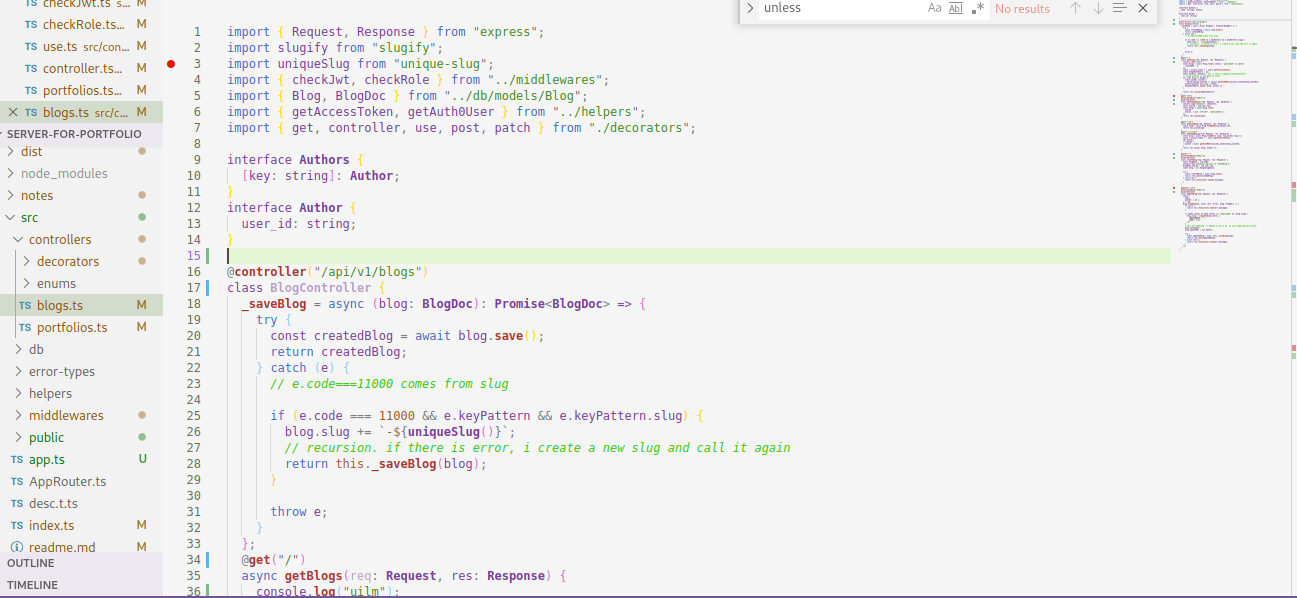 checkJwt.ts s... M
checkRole.ts... M
use.ts src/con... M
controller.ts... M
portfolios.ts... M
blogs.ts src/c... M
SERVER-FOR-PORTFOLIO
dist
node_modules
notes
src
controllers
decorators
enums
TS blogs.ts M
TS portfolios.ts M
db
error-types
helpers
middlewares
public
TS app.ts U
TS AppRouter.ts
TS desc.t.ts
TS index.ts M
readme.md M
OUTLINE
TIMELINE
unless Aa Ab .* No results
1 import { Request, Response } from "express";
2 import slugify from "slugify";
3 import uniqueSlug from "unique-slug";
4 import { checkJwt, checkRole } from "../middlewares";
5 import { Blog, BlogDoc } from "../db/models/Blog";
6 import { getAccessToken, getAuth0User } from "../helpers";
7 import { get, controller, use, post, patch } from "./decorators";
8
9 interface Authors {
10 [key: string]: Author;
11 }
12 interface Author {
13 user_id: string;
14 }
15
16 @controller("/api/v1/blogs")
17 class BlogController {
18 _saveBlog = async (blog: BlogDoc): Promise<BlogDoc> => {
19 try {
20 const createdBlog = await blog.save();
21 return createdBlog;
22 } catch (e) {
23 // e.code===11000 comes from slug
24
25 if (e.code === 11000 && e.keyPattern && e.keyPattern.slug) {
26 blog.slug += `-${uniqueSlug()}`;
27 // recursion. if there is error, i create a new slug and call it again
28 return this._saveBlog(blog);
29 }
30
31 throw e;
32 }
33 };
34 @get("/")
35 async getBlogs(req: Request, res: Response) {
36 console.log("uilm");